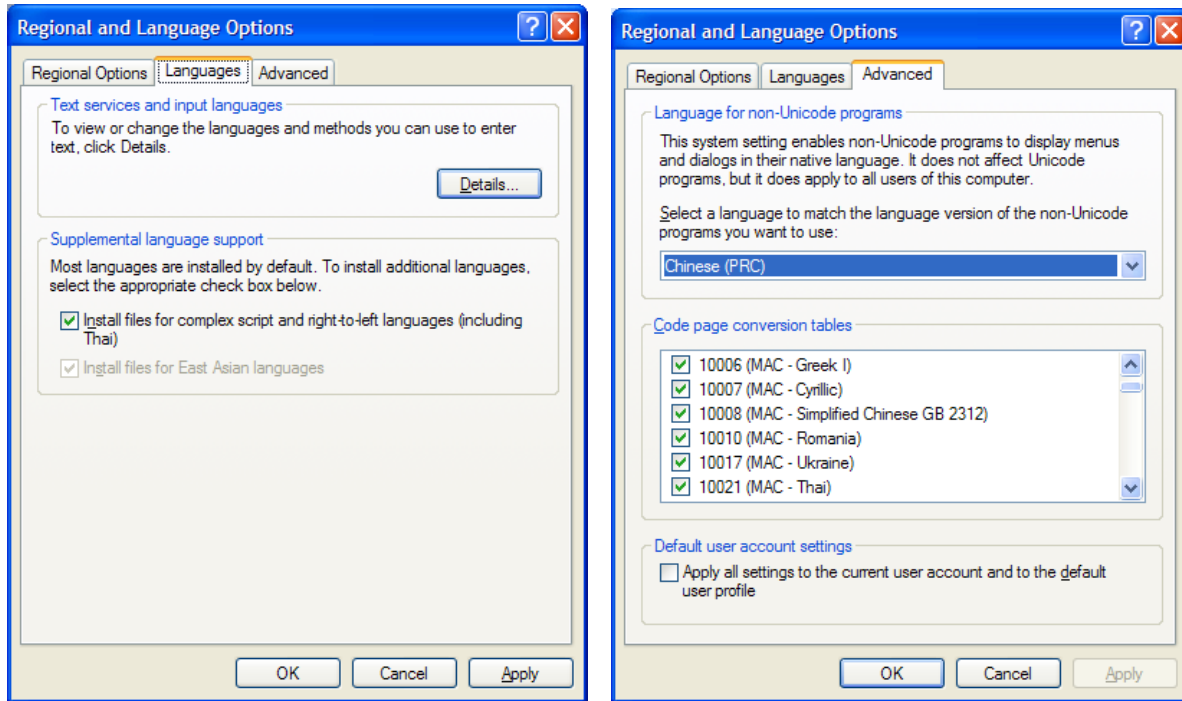 Regional and Language Options
Regional Options
Languages
Advanced
Text services and input languages
To view or change the languages and methods you can use to enter
text, click Details.
Details...
Supplemental language support
Most languages are installed by default. To install additional languages,
select the appropriate check box below.
Install files for complex script and right-to-left languages (including
Thai)
Install files for East Asian languages
OK
Cancel
Apply
Regional and Language Options
Regional Options
Languages
Advanced
Language for non-Unicode programs
This system setting enables non-Unicode programs to display menus
and dialogs in their native language. It does not affect Unicode
programs, but it does apply to all users of this computer.
Select a language to match the language version of the non-Unicode
programs you want to use:
Chinese (PRC)
Code page conversion tables
10006 (MAC - Greek I)
10007 (MAC - Cyrillic)
10008 (MAC - Simplified Chinese GB 2312)
10010 (MAC - Romania)
10017 (MAC - Ukraine)
10021 (MAC - Thai)
Default user account settings
Apply all settings to the current user account and to the default
user profile
OK
Cancel
Apply